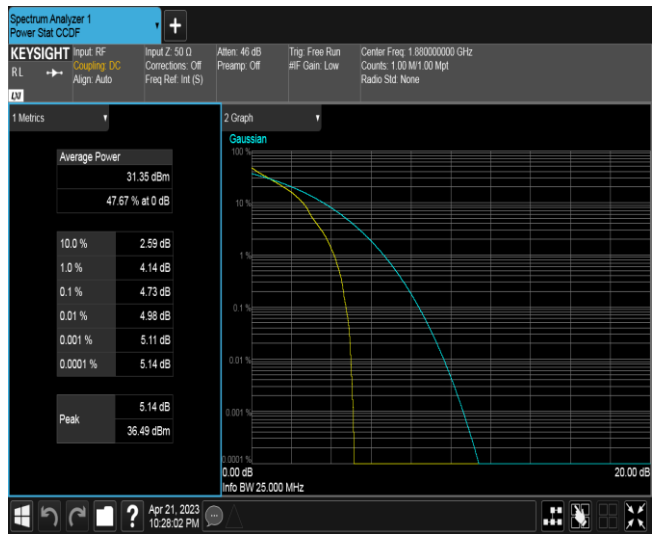 Spectrum Analyzer 1
Power Stat CCDF
+
KEYSIGHT
RL
LXI
Input: RF
Coupling: DC
Align: Auto
Input Z: 50 Ω
Corrections: Off
Freq Ref: Int (S)
Atten: 46 dB
Preamp: Off
Trig: Free Run
#IF Gain: Low
Center Freq: 1.880000000 GHz
Counts: 1.00 M/1.00 Mpt
Radio Std: None
1 Metrics
Average Power
31.35 dBm
47.67 % at 0 dB
10.0 % 2.59 dB
1.0 % 4.14 dB
0.1 % 4.73 dB
0.01 % 4.98 dB
0.001 % 5.11 dB
0.0001 % 5.14 dB
Peak
5.14 dB
36.49 dBm
2 Graph
Gaussian
100 %
10 %
1 %
0.1 %
0.01 %
0.001 %
0.0001 %
0.00 dB 20.00 dB
Info BW 25.000 MHz
?
Apr 21, 2023
10:28:02 PM